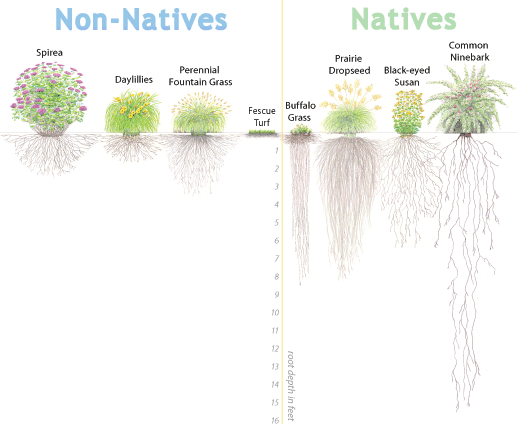 Non-Natives
Natives
Spirea
Daylillies
Perennial
Fountain Grass
Fescue
Turf
Buffalo
Grass
Prairie
Dropseed
Black-eyed
Susan
Common
Ninebark
1
2
3
4
5
6
7
8
9
10
11
12
13
14
15
16
root depth in feet